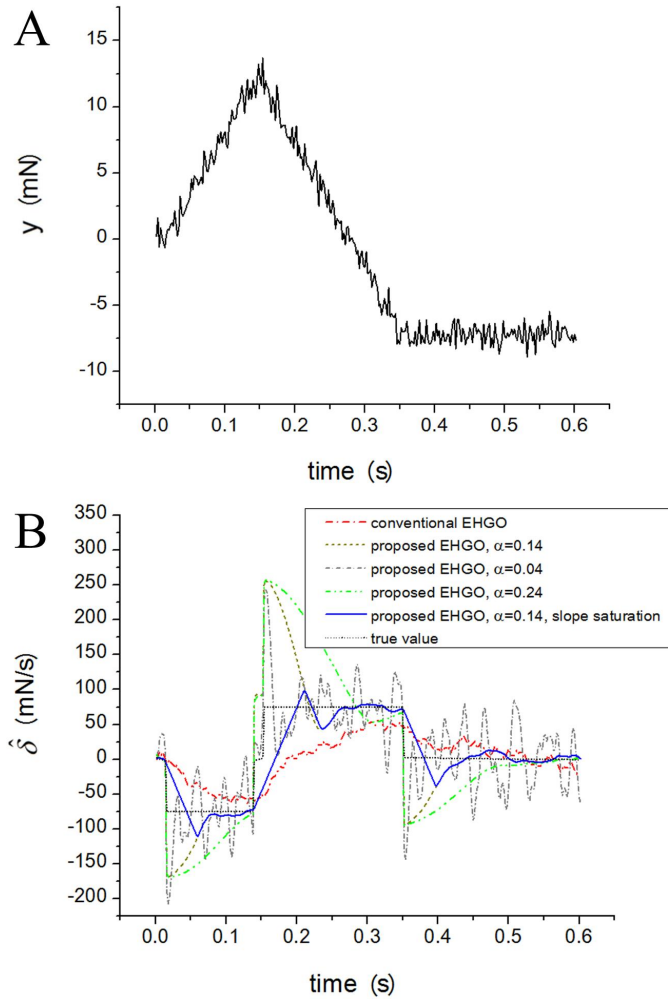 A
15
10
5
0
-5
-10
y (mN)
0.0 0.1 0.2 0.3 0.4 0.5 0.6
time (s)
B
350
300
250
200
150
100
50
0
-50
-100
-150
-200
δ̂ (mN/s)
conventional EHGO
proposed EHGO, α=0.14
proposed EHGO, α=0.04
proposed EHGO, α=0.24
proposed EHGO, α=0.14, slope saturation
true value
0.0 0.1 0.2 0.3 0.4 0.5 0.6
time (s)